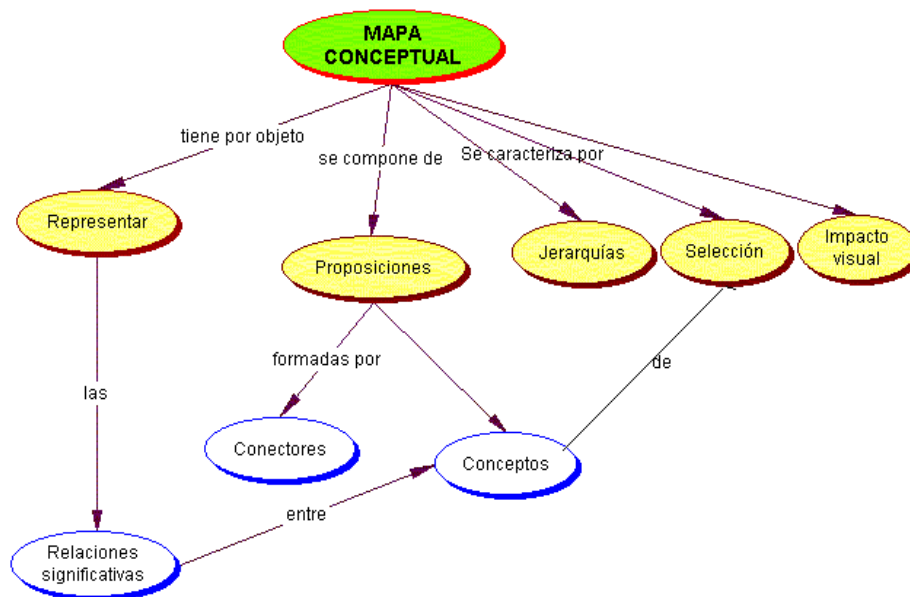 MAPA
CONCEPTUAL
tiene por objeto
se compone de
Se caracteriza por
Representar
Proposiciones
Jerarquías
Selección
Impacto
visual
formadas por
de
las
Conectores
Conceptos
entre
Relaciones
significativas